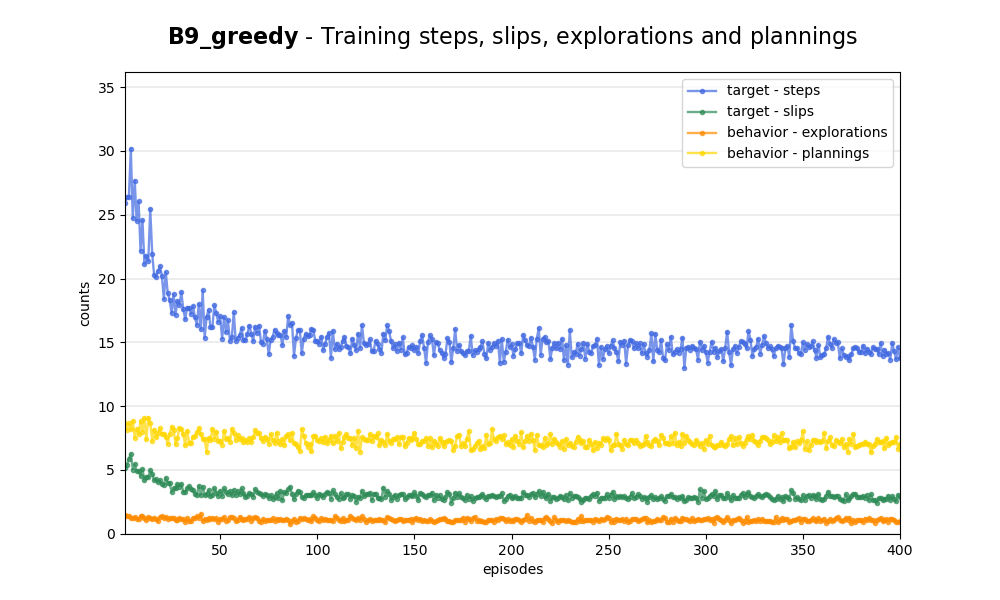 B9_greedy - Training steps, slips, explorations and plannings
35
30
25
20
15
10
5
0
counts
target - steps
target - slips
behavior - explorations
behavior - plannings
50 100 150 200 250 300 350 400
episodes